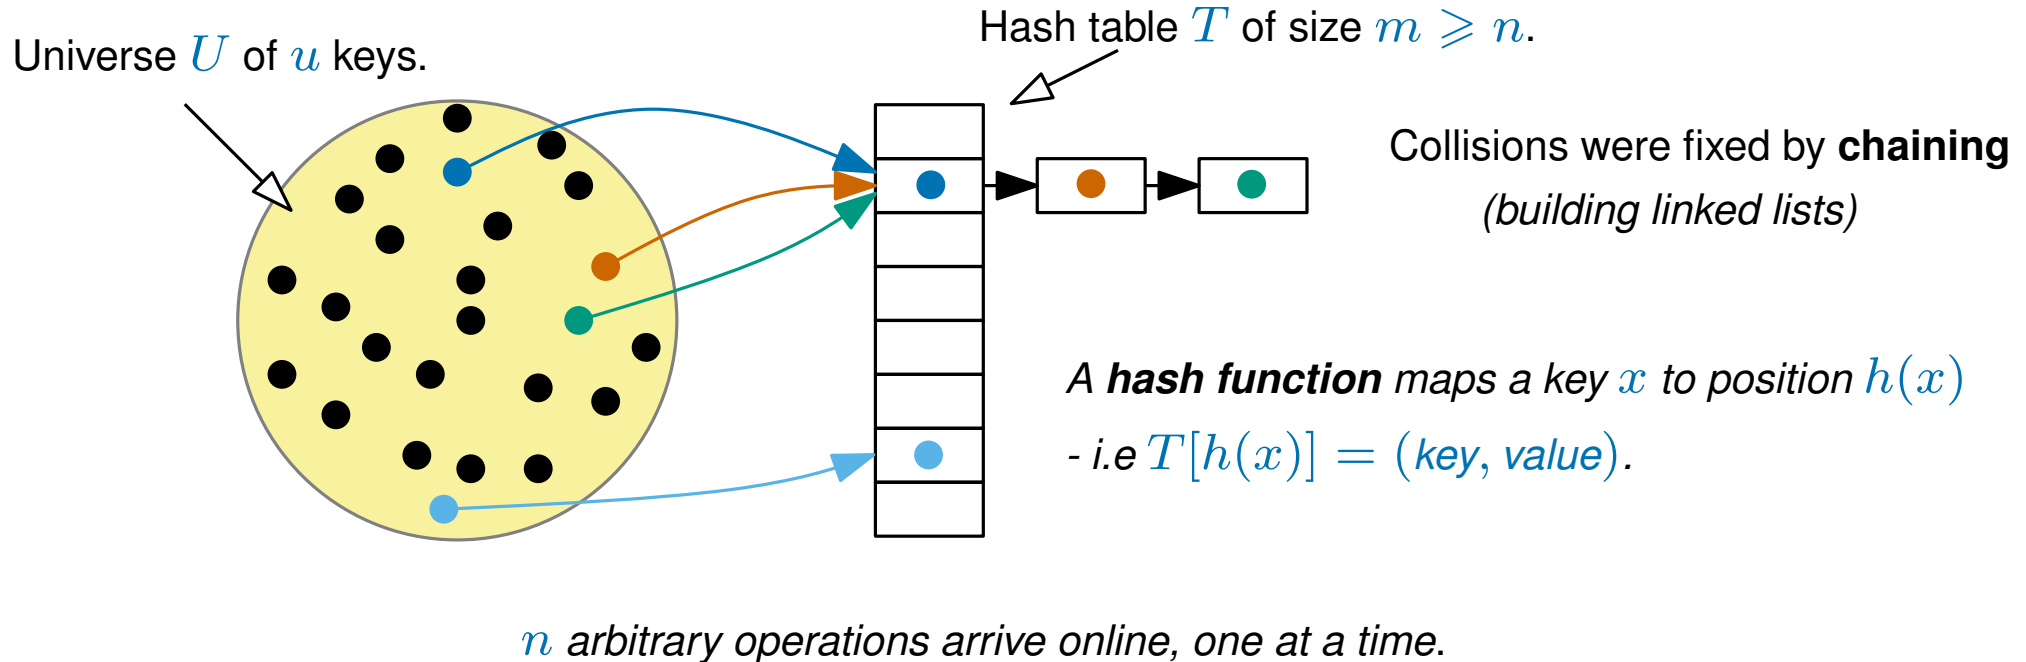 Hash table T of size m ⩾ n.
Universe U of u keys.
Collisions were fixed by chaining
(building linked lists)
A hash function maps a key x to position h(x)
- i.e T[h(x)] = (key, value).
n arbitrary operations arrive online, one at a time.